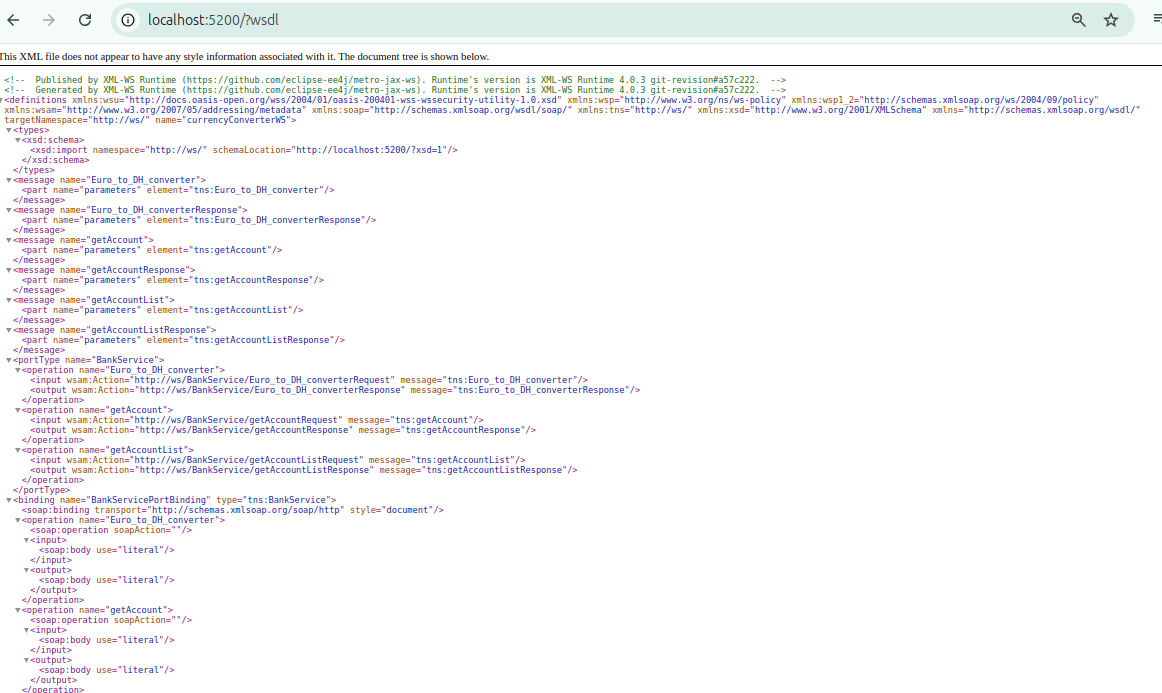 localhost:5200/?wsdl
This XML file does not appear to have any style information associated with it. The document tree is shown below.
<!-- Published by XML-WS Runtime (https://github.com/eclipse-ee4j/metro-jax-ws). Runtime's version is XML-WS Runtime 4.0.3 git-revision#a57c222. -->
<!-- Generated by XML-WS Runtime (https://github.com/eclipse-ee4j/metro-jax-ws). Runtime's version is XML-WS Runtime 4.0.3 git-revision#a57c222. -->
▼<definitions xmlns:wsu="http://docs.oasis-open.org/wss/2004/01/oasis-200401-wss-wssecurity-utility-1.0.xsd" xmlns:wsp="http://www.w3.org/ns/ws-policy" xmlns:wsp1_2="http://schemas.xmlsoap.org/ws/2004/09/policy"
xmlns:wsam="http://www.w3.org/2007/05/addressing/metadata" xmlns:soap="http://schemas.xmlsoap.org/wsdl/soap/" xmlns:tns="http://ws/" xmlns:xsd="http://www.w3.org/2001/XMLSchema" xmlns="http://schemas.xmlsoap.org/wsdl/"
targetNamespace="http://ws/" name="currencyConverterWS">
▼<types>
▼<xsd:schema>
<xsd:import namespace="http://ws/" schemaLocation="http://localhost:5200/?xsd=1"/>
</xsd:schema>
</types>
▼<message name="Euro_to_DH_converter">
<part name="parameters" element="tns:Euro_to_DH_converter"/>
</message>
▼<message name="Euro_to_DH_converterResponse">
<part name="parameters" element="tns:Euro_to_DH_converterResponse"/>
</message>
▼<message name="getAccount">
<part name="parameters" element="tns:getAccount"/>
</message>
▼<message name="getAccountResponse">
<part name="parameters" element="tns:getAccountResponse"/>
</message>
▼<message name="getAccountList">
<part name="parameters" element="tns:getAccountList"/>
</message>
▼<message name="getAccountListResponse">
<part name="parameters" element="tns:getAccountListResponse"/>
</message>
▼<portType name="BankService">
▼<operation name="Euro_to_DH_converter">
<input wsam:Action="http://ws/BankService/Euro_to_DH_converterRequest" message="tns:Euro_to_DH_converter"/>
<output wsam:Action="http://ws/BankService/Euro_to_DH_converterResponse" message="tns:Euro_to_DH_converterResponse"/>
</operation>
▼<operation name="getAccount">
<input wsam:Action="http://ws/BankService/getAccountRequest" message="tns:getAccount"/>
<output wsam:Action="http://ws/BankService/getAccountResponse" message="tns:getAccountResponse"/>
</operation>
▼<operation name="getAccountList">
<input wsam:Action="http://ws/BankService/getAccountListRequest" message="tns:getAccountList"/>
<output wsam:Action="http://ws/BankService/getAccountListResponse" message="tns:getAccountListResponse"/>
</operation>
</portType>
▼<binding name="BankServicePortBinding" type="tns:BankService">
<soap:binding transport="http://schemas.xmlsoap.org/soap/http" style="document"/>
▼<operation name="Euro_to_DH_converter">
<soap:operation soapAction=""/>
▼<input>
<soap:body use="literal"/>
</input>
▼<output>
<soap:body use="literal"/>
</output>
</operation>
▼<operation name="getAccount">
<soap:operation soapAction=""/>
▼<input>
<soap:body use="literal"/>
</input>
▼<output>
<soap:body use="literal"/>
</output>
</operation>